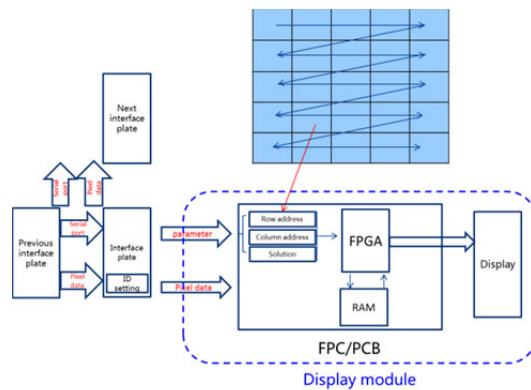 Next
interface
plate
Serial
port
Pixel
data
Previous
interface
plate
Serial
port
Pixel
data
Interface
plate
ID
setting
parameter
Pixel data
Row address
Column address
Solution
FPGA
RAM
Display
FPC/PCB
Display module